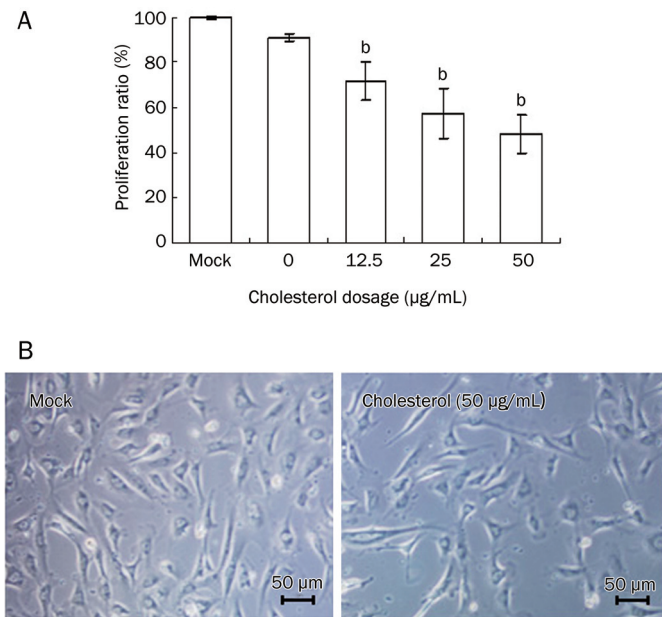 A
Proliferation ratio (%)
100
80
60
40
20
0
b
b
b
Mock 0 12.5 25 50
Cholesterol dosage (µg/mL)
B
Mock
50 µm
Cholesterol (50 µg/mL)
50 µm